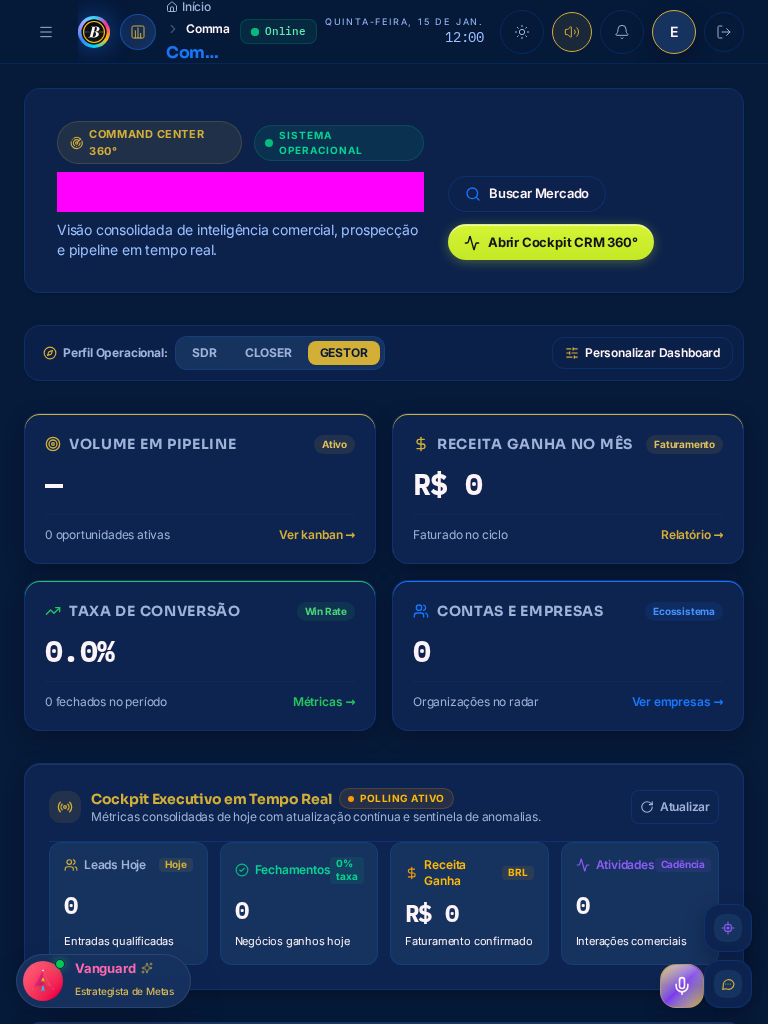 Início
Comma
Com...
Online
QUINTA-FEIRA, 15 DE JAN.
12:00
E
COMMAND CENTER
360°
SISTEMA
OPERACIONAL
Visão consolidada de inteligência comercial, prospecção
e pipeline em tempo real.
Buscar Mercado
Abrir Cockpit CRM 360°
Perfil Operacional:
SDR
CLOSER
GESTOR
Personalizar Dashboard
VOLUME EM PIPELINE
Ativo
—
0 oportunidades ativas
Ver kanban →
RECEITA GANHA NO MÊS
Faturamento
R$ 0
Faturado no ciclo
Relatório →
TAXA DE CONVERSÃO
Win Rate
0.0%
0 fechados no período
Métricas →
CONTAS E EMPRESAS
Ecossistema
0
Organizações no radar
Ver empresas →
Cockpit Executivo em Tempo Real
POLLING ATIVO
Métricas consolidadas de hoje com atualização contínua e sentinela de anomalias.
Atualizar
Leads Hoje
Hoje
0
Entradas qualificadas
Fechamentos
0%
taxa
0
Negócios ganhos hoje
Receita
Ganha
BRL
R$ 0
Faturamento confirmado
Atividades
Cadência
0
Interações comerciais
Vanguard
Estrategista de Metas